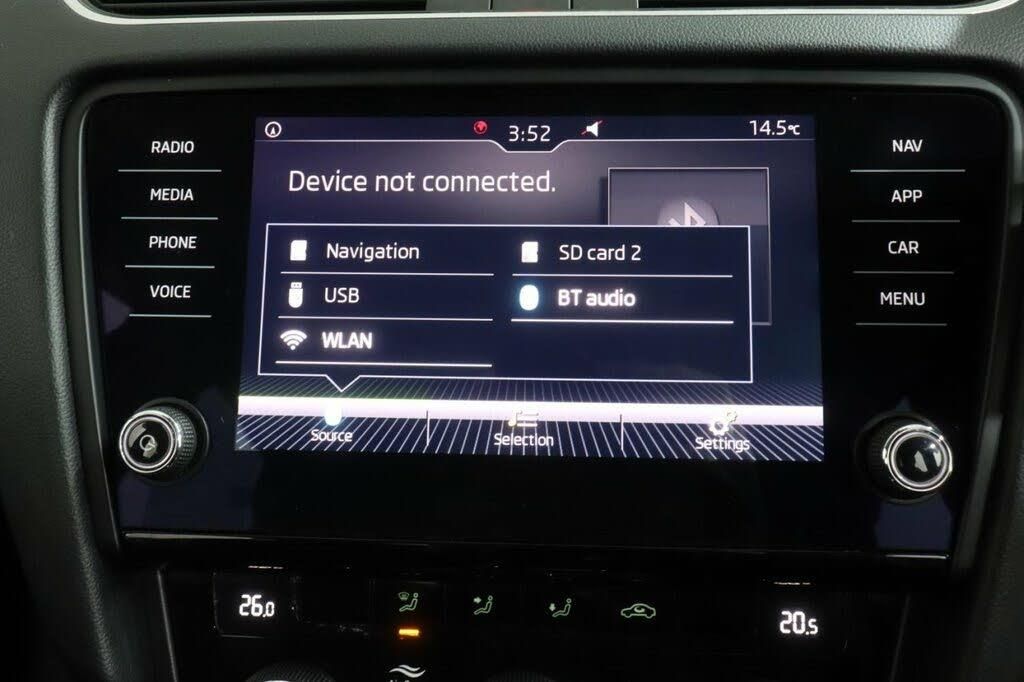 3:52
14.5°C
RADIO
MEDIA
PHONE
VOICE
Device not connected.
Navigation
SD card 2
USB
BT audio
WLAN
Source
Selection
Settings
NAV
APP
CAR
MENU
26.0
20.5